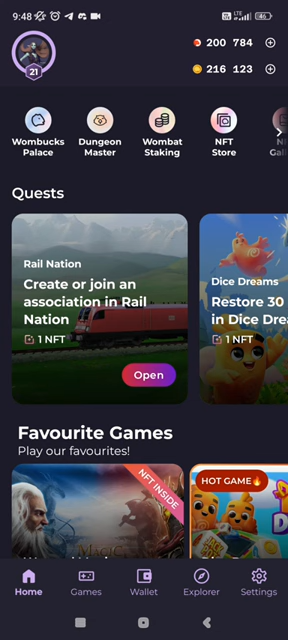 9:48
46
200 784
216 123
21
Wombucks
Palace
Dungeon
Master
Wombat
Staking
NFT
Store
Quests
Rail Nation
Create or join an
association in Rail
Nation
1 NFT
Open
Dice Dreams
Restore 30
in Dice Drea
1 NFT
Favourite Games
Play our favourites!
NFT INSIDE
MAGIC
HOT GAME🔥
Home
Games
Wallet
Explorer
Settings